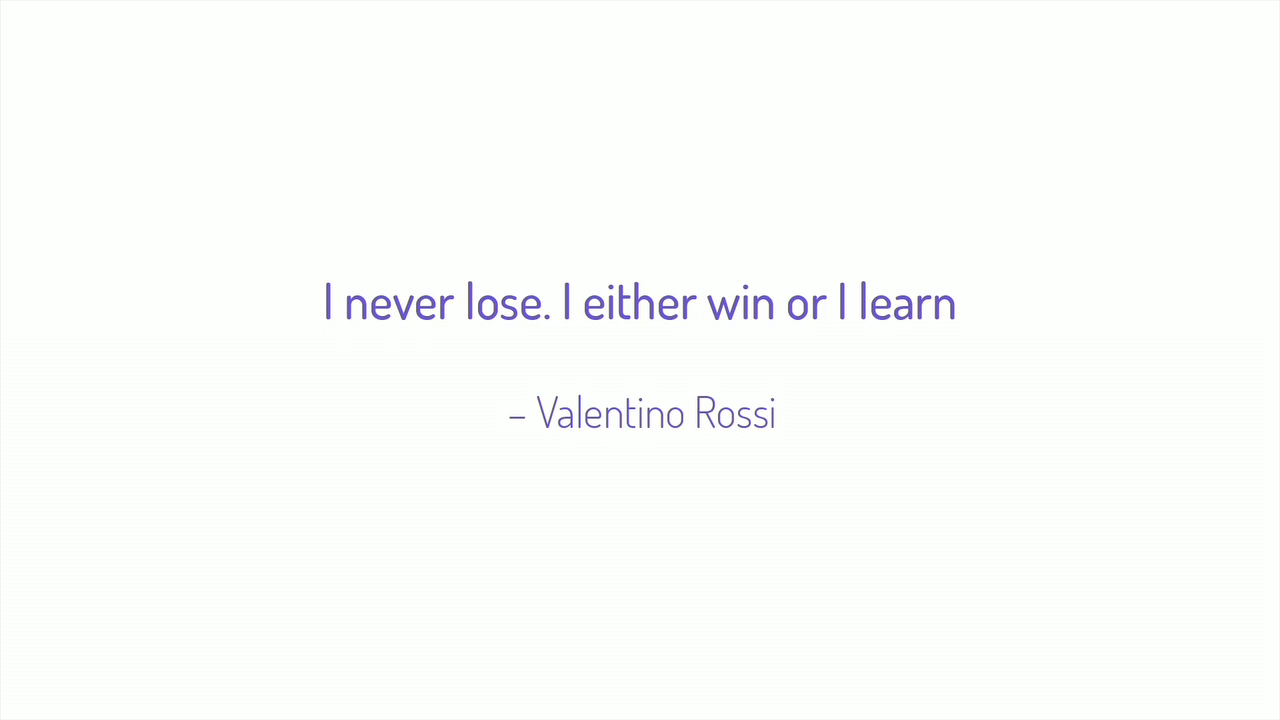 I never lose. I either win or I learn
– Valentino Rossi